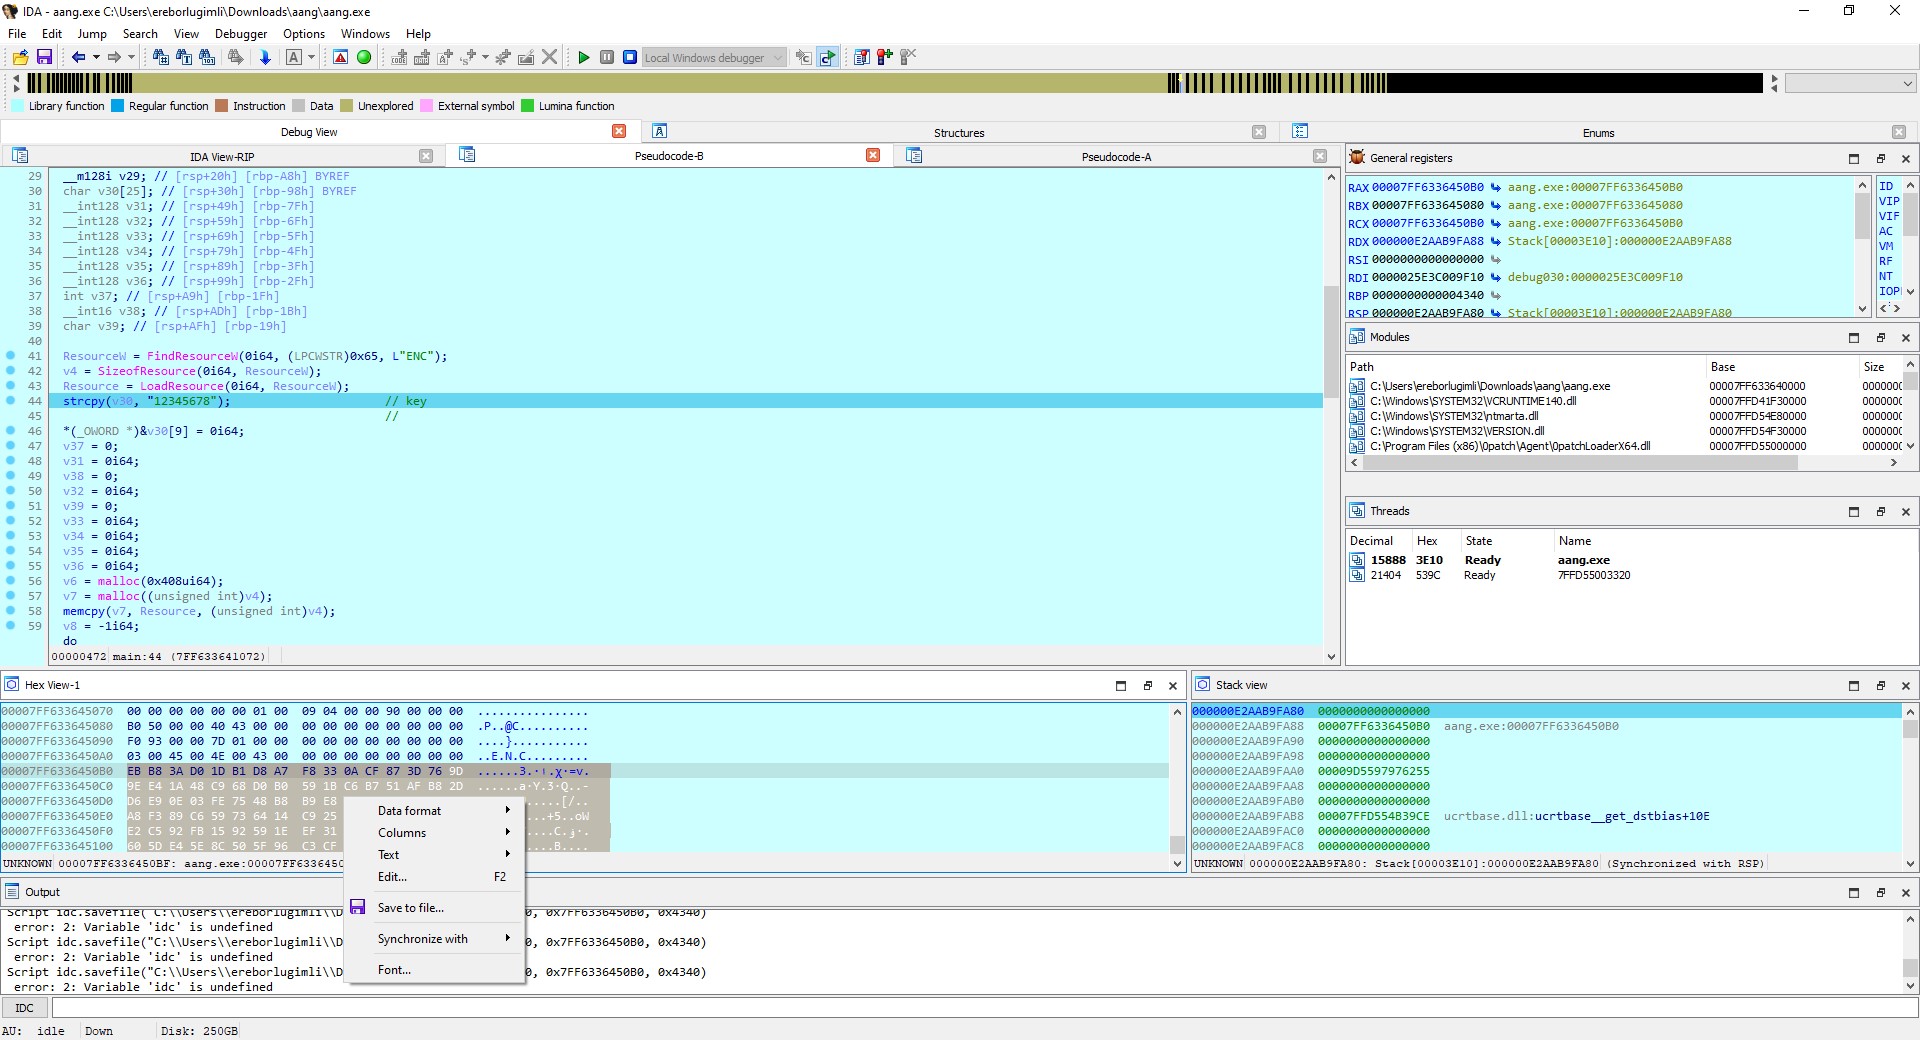 IDA - aang.exe C:\Users\ereborlugimli\Downloads\aang\aang.exe
File Edit Jump Search View Debugger Options Windows Help
Local Windows debugger
Library function Regular function Instruction Data Unexplored External symbol Lumina function
Debug View Structures Enums
IDA View-RIP Pseudocode-B Pseudocode-A
29 __m128i v29; // [rsp+20h] [rbp-A8h] BYREF
30 char v30[25]; // [rsp+30h] [rbp-98h] BYREF
31 __int128 v31; // [rsp+49h] [rbp-7Fh]
32 __int128 v32; // [rsp+59h] [rbp-6Fh]
33 __int128 v33; // [rsp+69h] [rbp-5Fh]
34 __int128 v34; // [rsp+79h] [rbp-4Fh]
35 __int128 v35; // [rsp+89h] [rbp-3Fh]
36 __int128 v36; // [rsp+99h] [rbp-2Fh]
37 int v37; // [rsp+A9h] [rbp-1Fh]
38 __int16 v38; // [rsp+ADh] [rbp-1Bh]
39 char v39; // [rsp+AFh] [rbp-19h]
40
41 ResourceW = FindResourceW(0i64, (LPCWSTR)0x65, L"ENC");
42 v4 = SizeofResource(0i64, ResourceW);
43 Resource = LoadResource(0i64, ResourceW);
44 strcpy(v30, "12345678"); // key
45 //
46 *(_OWORD *)&v30[9] = 0i64;
47 v37 = 0;
48 v31 = 0i64;
49 v38 = 0;
50 v32 = 0i64;
51 v39 = 0;
52 v33 = 0i64;
53 v34 = 0i64;
54 v35 = 0i64;
55 v36 = 0i64;
56 v6 = malloc(0x408ui64);
57 v7 = malloc((unsigned int)v4);
58 memcpy(v7, Resource, (unsigned int)v4);
59 v8 = -1i64;
do
00000472 main:44 (7FF633641072)
General registers
RAX 00007FF6336450B0 aang.exe:00007FF6336450B0
RBX 00007FF633645080 aang.exe:00007FF633645080
RCX 00007FF6336450B0 aang.exe:00007FF6336450B0
RDX 000000E2AAB9FA88 Stack[00003E10]:000000E2AAB9FA88
RSI 0000000000000000
RDI 0000025E3C009F10 debug030:0000025E3C009F10
RBP 0000000000004340
RSP 000000E2AAB9FA80 Stack[00003E10]:000000E2AAB9FA80
ID
VIP
VIF
AC
VM
RF
NT
IOP
Modules
Path Base Size
C:\Users\ereborlugimli\Downloads\aang\aang.exe 00007FF633640000 0000000
C:\Windows\SYSTEM32\VCRUNTIME140.dll 00007FFD41F30000 0000000
C:\Windows\SYSTEM32\ntmarta.dll 00007FFD54E80000 0000000
C:\Windows\SYSTEM32\VERSION.dll 00007FFD54F30000 0000000
C:\Program Files (x86)\0patch\Agent\0patchLoaderX64.dll 00007FFD55000000 0000000
Threads
Decimal Hex State Name
15888 3E10 Ready aang.exe
21404 539C Ready 7FFD55003320
Hex View-1
00007FF633645070 00 00 00 00 00 00 01 00 09 04 00 00 90 00 00 00 ................
00007FF633645080 B0 50 00 00 40 43 00 00 00 00 00 00 00 00 00 00 .P..@C..........
00007FF633645090 F0 93 00 00 7D 01 00 00 00 00 00 00 00 00 00 00 ....}...........
00007FF6336450A0 03 00 45 00 4E 00 43 00 00 00 00 00 00 00 00 00 ..E.N.C.........
00007FF6336450B0 EB B8 3A D0 1D B1 D8 A7 F8 33 0A CF 87 3D 76 9D
00007FF6336450C0 9E E4 1A 48 C9 68 D0 B0 59 1B C6 B7 51 AF B8 2D
00007FF6336450D0 D6 E9 0E 03 FE 75 48 B8 B9 E8 ......[/..
00007FF6336450E0 A8 F3 89 C6 59 73 64 14 C9 25 ...+5..oW
00007FF6336450F0 E2 C5 92 FB 15 92 59 1E EF 31
00007FF633645100 60 5D E4 5E 8C 50 5F 96 C3 CF .....B....
UNKNOWN 00007FF6336450BF: aang.exe:00007FF6336450
Data format
Columns
Text
Edit... F2
Save to file...
Synchronize with
Font...
Stack view
000000E2AAB9FA80 0000000000000000
000000E2AAB9FA88 00007FF6336450B0 aang.exe:00007FF6336450B0
000000E2AAB9FA90 0000000000000000
000000E2AAB9FA98 0000000000000000
000000E2AAB9FAA0 00009D5597976255
000000E2AAB9FAA8 0000000000000000
000000E2AAB9FAB0 0000000000000000
000000E2AAB9FAB8 00007FFD554B39CE ucrtbase.dll:ucrtbase__get_dstbias+10E
000000E2AAB9FAC0 0000000000000000
000000E2AAB9FAC8 0000000000000000
UNKNOWN 000000E2AAB9FA80: Stack[00003E10]:000000E2AAB9FA80 (Synchronized with RSP)
Output
Script idc.savefile("C:\\Users\\ereborlugimli\\D 0, 0x7FF6336450B0, 0x4340)
error: 2: Variable 'idc' is undefined
Script idc.savefile("C:\\Users\\ereborlugimli\\D 0, 0x7FF6336450B0, 0x4340)
error: 2: Variable 'idc' is undefined
Script idc.savefile("C:\\Users\\ereborlugimli\\D 0, 0x7FF6336450B0, 0x4340)
error: 2: Variable 'idc' is undefined
IDC
AU: idle Down Disk: 250GB